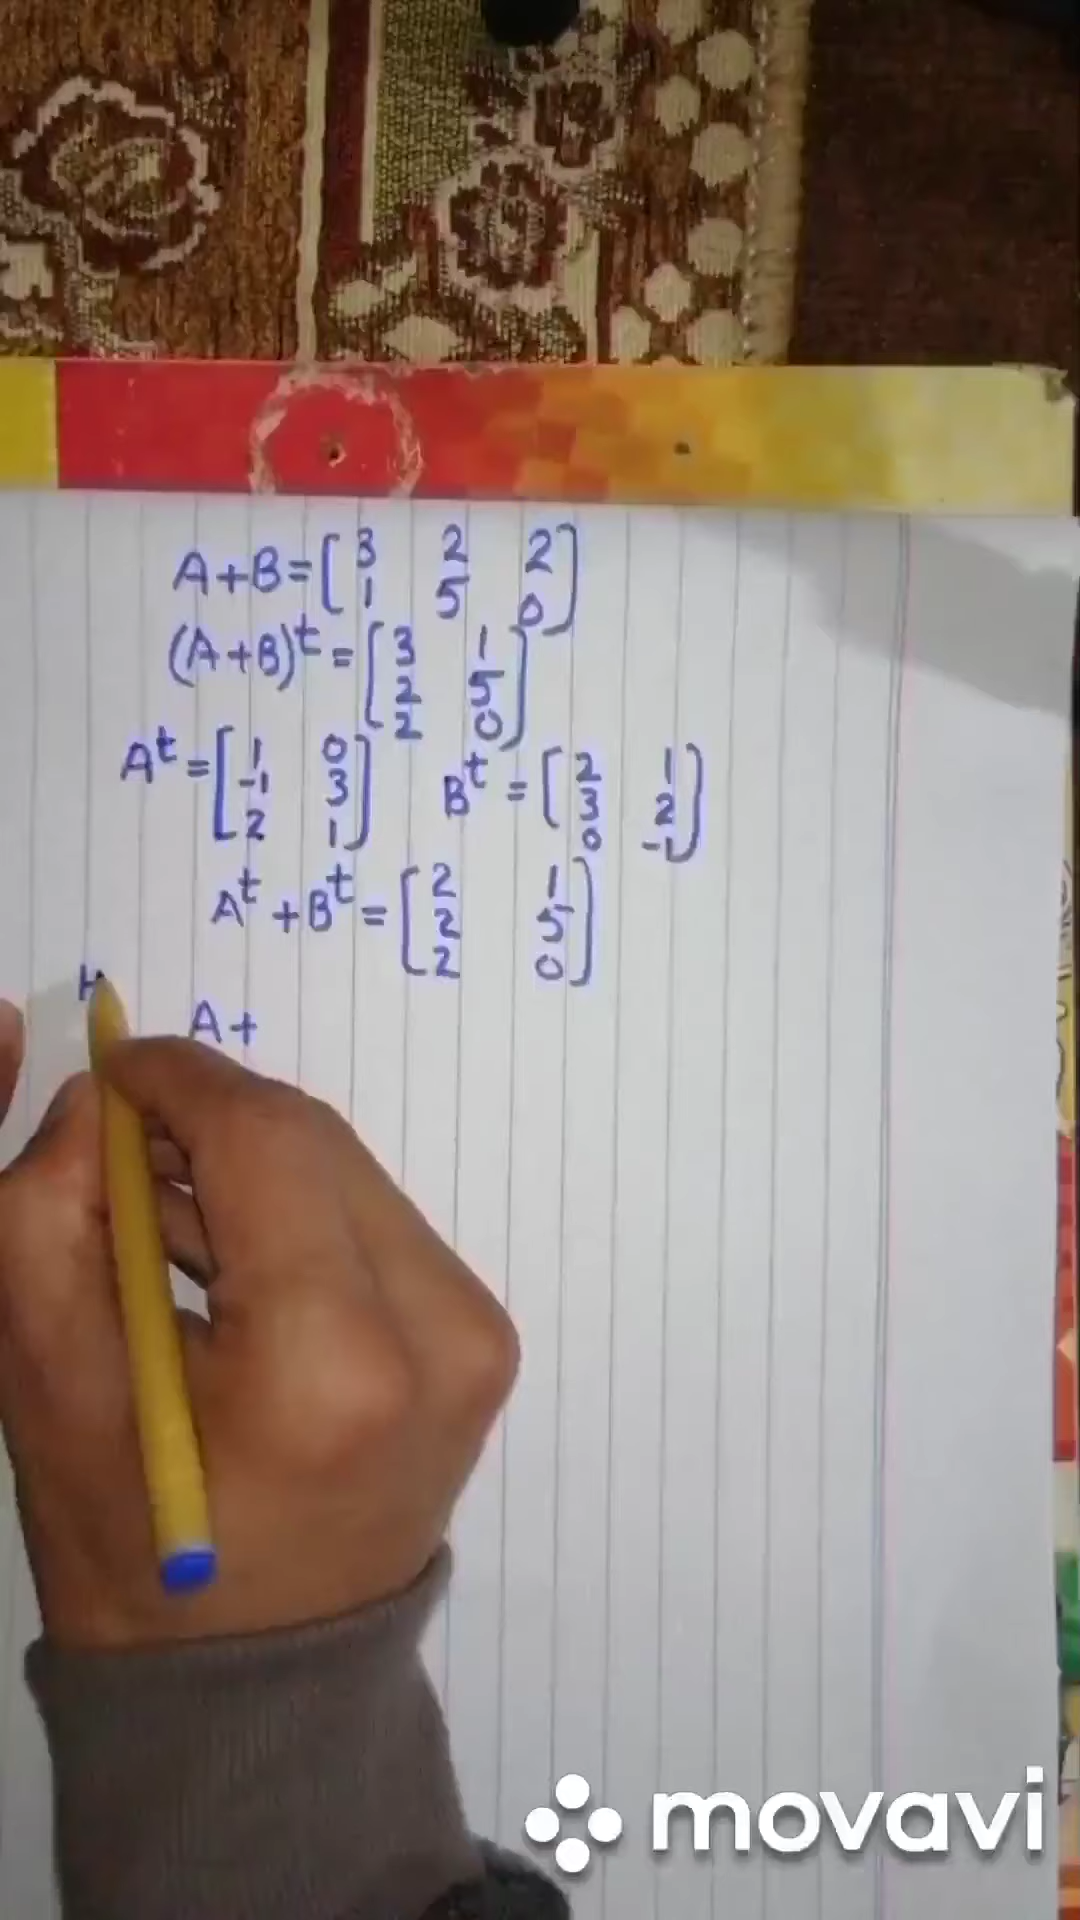 A+B=[3 2 2
1 5 0]
(A+B)^t=[3 1
2 5
2 0]
A^t=[1 0
-1 3
2 1] B^t=[2 1
3 2
0 -1]
A^t+B^t=[2 1
2 5
2 0]
H
A+
movavi